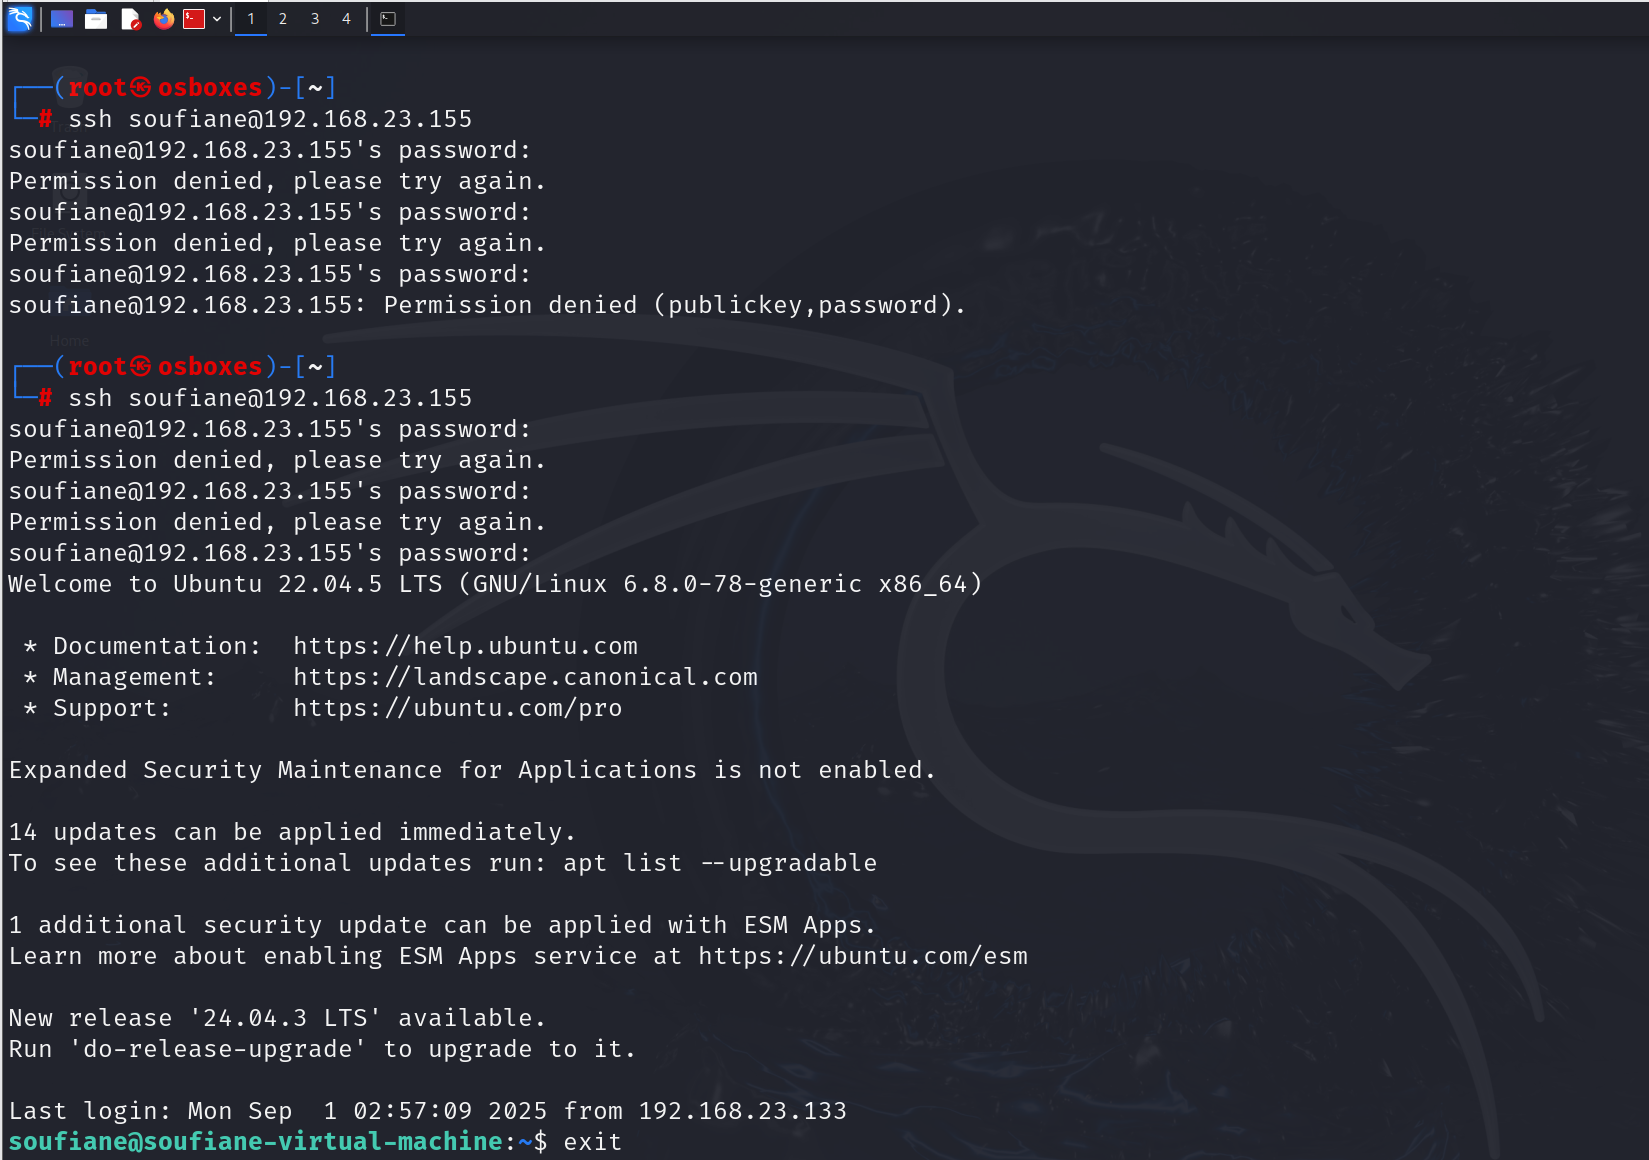 1 2 3 4
┌──(root㉿osboxes)-[~]
└─# ssh soufiane@192.168.23.155
soufiane@192.168.23.155's password:
Permission denied, please try again.
soufiane@192.168.23.155's password:
Permission denied, please try again.
soufiane@192.168.23.155's password:
soufiane@192.168.23.155: Permission denied (publickey,password).
Home
┌──(root㉿osboxes)-[~]
└─# ssh soufiane@192.168.23.155
soufiane@192.168.23.155's password:
Permission denied, please try again.
soufiane@192.168.23.155's password:
Permission denied, please try again.
soufiane@192.168.23.155's password:
Welcome to Ubuntu 22.04.5 LTS (GNU/Linux 6.8.0-78-generic x86_64)
 * Documentation:  https://help.ubuntu.com
 * Management:     https://landscape.canonical.com
 * Support:        https://ubuntu.com/pro
Expanded Security Maintenance for Applications is not enabled.
14 updates can be applied immediately.
To see these additional updates run: apt list --upgradable
1 additional security update can be applied with ESM Apps.
Learn more about enabling ESM Apps service at https://ubuntu.com/esm
New release '24.04.3 LTS' available.
Run 'do-release-upgrade' to upgrade to it.
Last login: Mon Sep  1 02:57:09 2025 from 192.168.23.133
soufiane@soufiane-virtual-machine:~$ exit